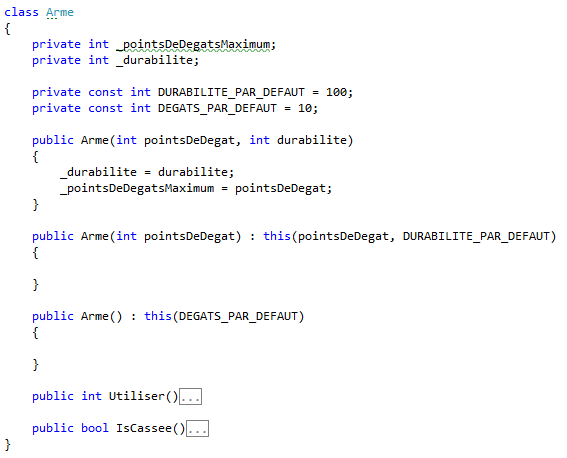 class Arme
{
    private int _pointsDeDegatsMaximum;
    private int _durabilite;

    private const int DURABILITE_PAR_DEFAUT = 100;
    private const int DEGATS_PAR_DEFAUT = 10;

    public Arme(int pointsDeDegat, int durabilite)
    {
        _durabilite = durabilite;
        _pointsDeDegatsMaximum = pointsDeDegat;
    }

    public Arme(int pointsDeDegat) : this(pointsDeDegat, DURABILITE_PAR_DEFAUT)
    {

    }

    public Arme() : this(DEGATS_PAR_DEFAUT)
    {

    }

    public int Utiliser()...

    public bool IsCassee()...
}